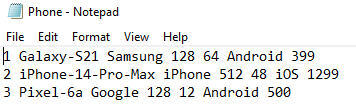 Phone - Notepad
File Edit Format View Help
1 Galaxy-S21 Samsung 128 64 Android 399
2 iPhone-14-Pro-Max iPhone 512 48 iOS 1299
3 Pixel-6a Google 128 12 Android 500